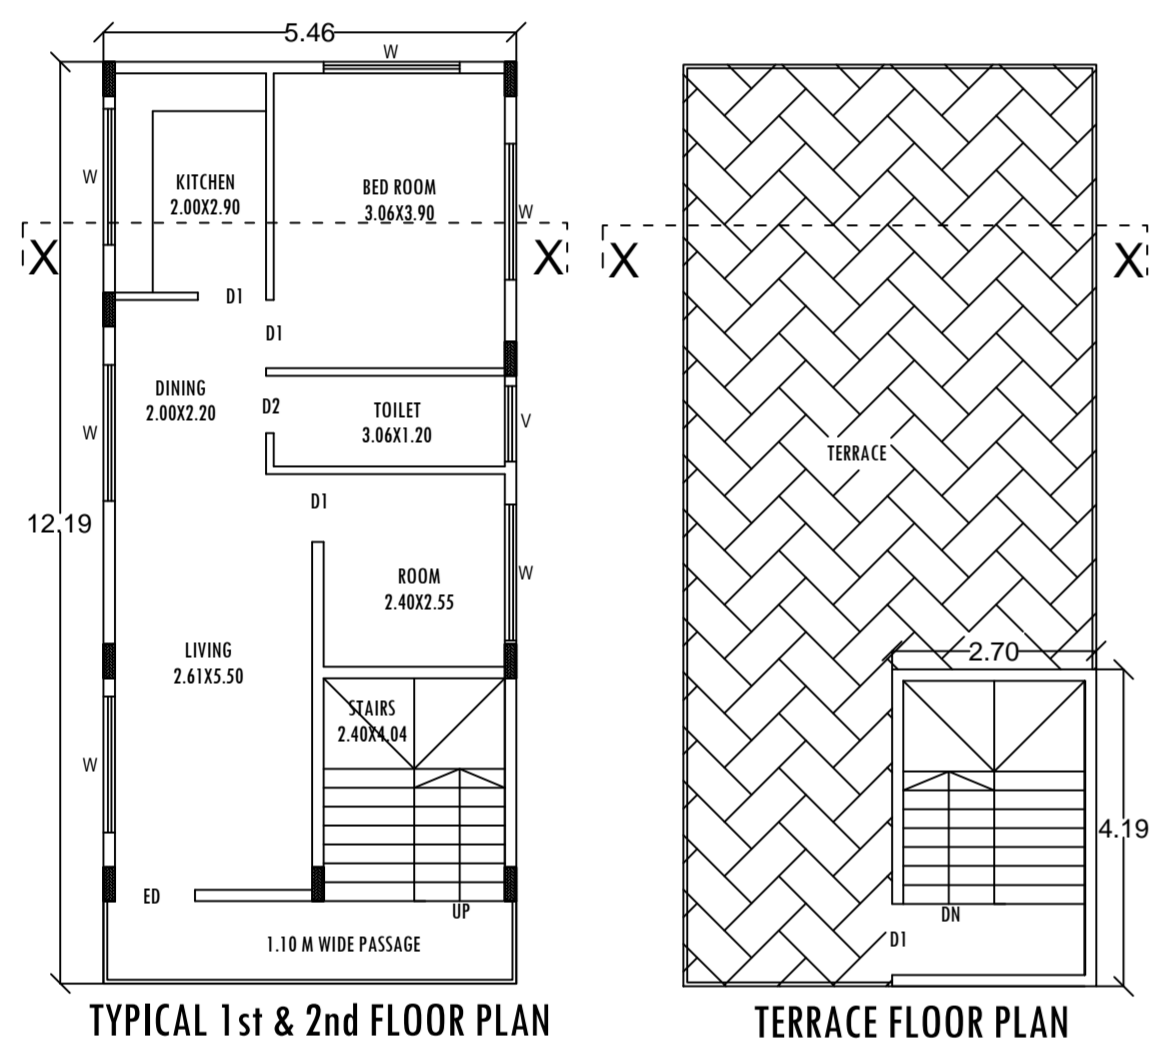 5.46
W
KITCHEN
2.00X2.90
BED ROOM
3.06X3.90
W
W
X
X
D1
D1
DINING
2.00X2.20
D2
TOILET
3.06X1.20
W
V
D1
12.19
ROOM
2.40X2.55
W
LIVING
2.61X5.50
STAIRS
2.40X4.04
W
ED
UP
1.10 M WIDE PASSAGE
TYPICAL 1st & 2nd FLOOR PLAN
X
X
TERRACE
2.70
4.19
DN
D1
TERRACE FLOOR PLAN